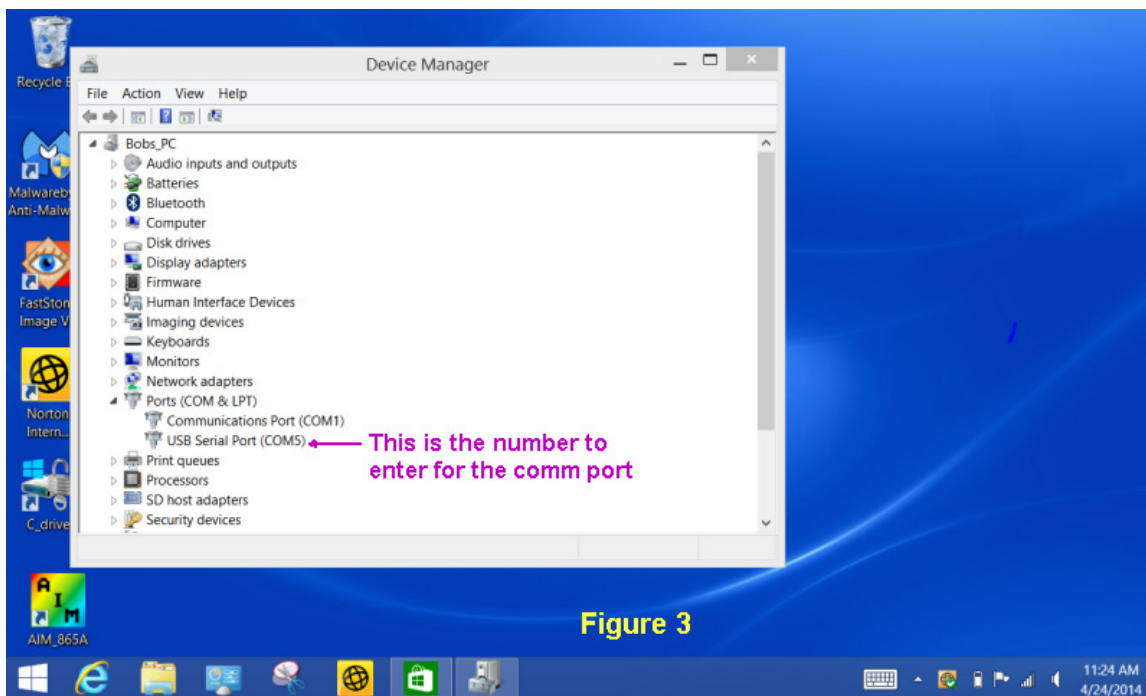 Recycle
Device Manager
File Action View Help
Bobs_PC
Audio inputs and outputs
Batteries
Bluetooth
Computer
Disk drives
Display adapters
Firmware
Human Interface Devices
Imaging devices
Keyboards
Monitors
Network adapters
Ports (COM & LPT)
Communications Port (COM1)
USB Serial Port (COM5)
This is the number to
enter for the comm port
Print queues
Processors
SD host adapters
Security devices
Malwareb
Anti-Malw
FastSton
Image V
Norton
Intern...
C_drive
A
I
M
AIM_865A
Figure 3
11:24 AM
4/24/2014